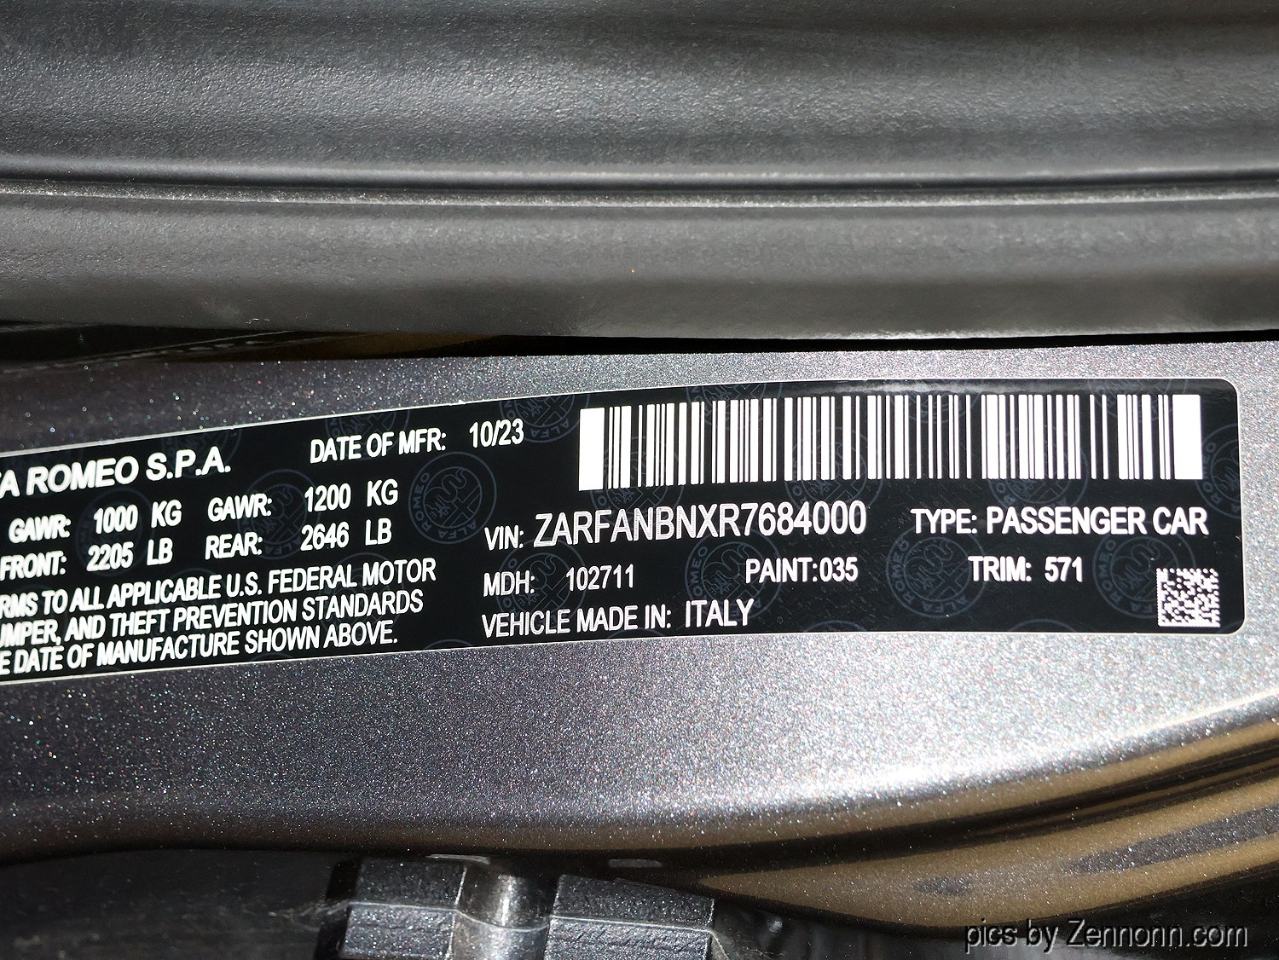 FA ROMEO S.P.A. DATE OF MFR: 10/23
GAWR: 1000 KG GAWR: 1200 KG
FRONT: 2205 LB REAR: 2646 LB
RMS TO ALL APPLICABLE U.S. FEDERAL MOTOR
UMPER, AND THEFT PREVENTION STANDARDS
E DATE OF MANUFACTURE SHOWN ABOVE.
VIN: ZARFANBNXR7684000 TYPE: PASSENGER CAR
MDH: 102711 PAINT:035 TRIM: 571
VEHICLE MADE IN: ITALY
pics by Zennonn.com